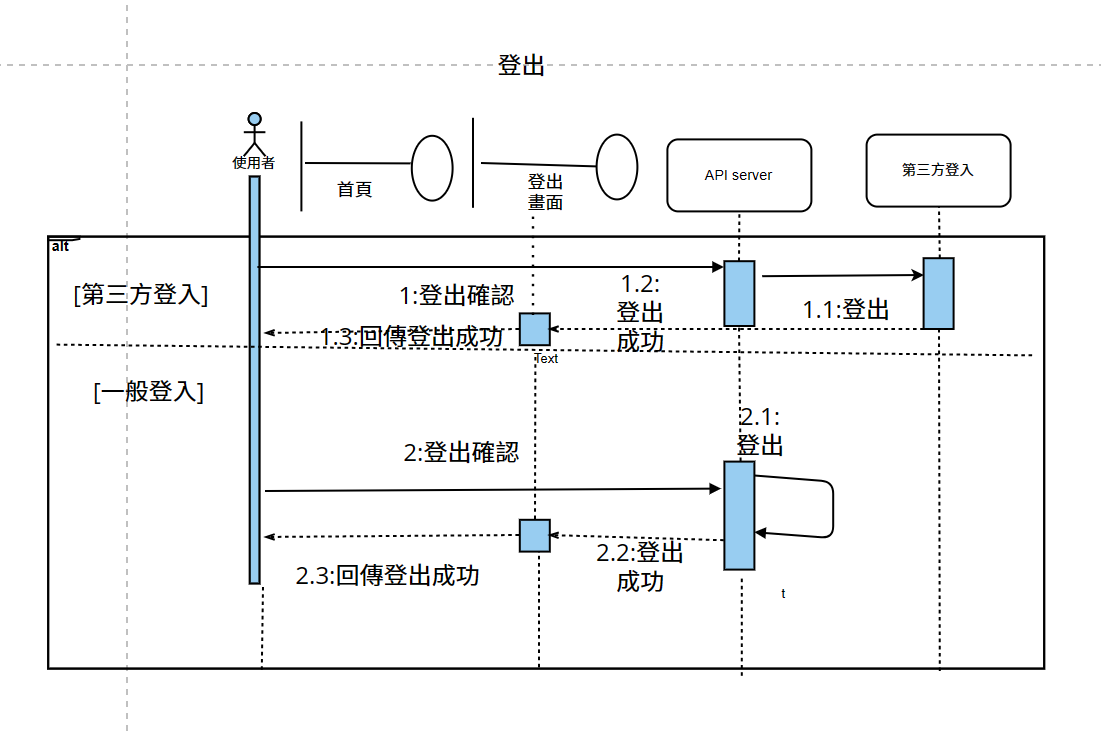 登出
使用者
首頁
登出
畫面
API server
第三方登入
alt
[第三方登入]
1:登出確認
1.2:
登出
成功
1.1:登出
1.3:回傳登出成功
Text
[一般登入]
2.1:
登出
2:登出確認
2.2:登出
成功
2.3:回傳登出成功
t